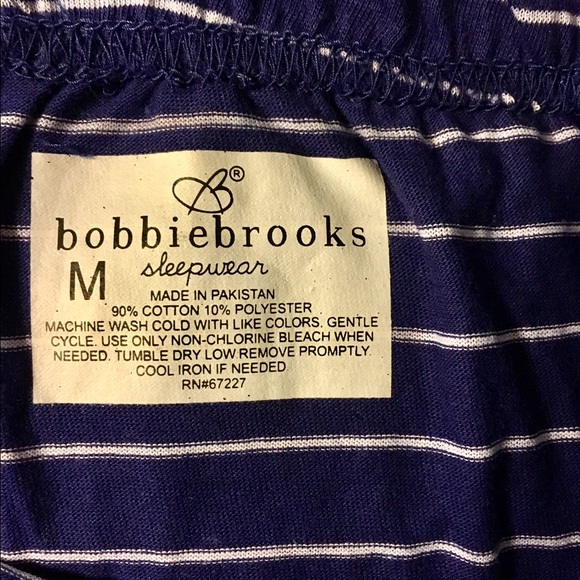 ®
bobbiebrooks
M sleepwear
MADE IN PAKISTAN
90% COTTON 10% POLYESTER
MACHINE WASH COLD WITH LIKE COLORS. GENTLE
CYCLE. USE ONLY NON-CHLORINE BLEACH WHEN
NEEDED. TUMBLE DRY LOW REMOVE PROMPTLY.
COOL IRON IF NEEDED
RN#67227